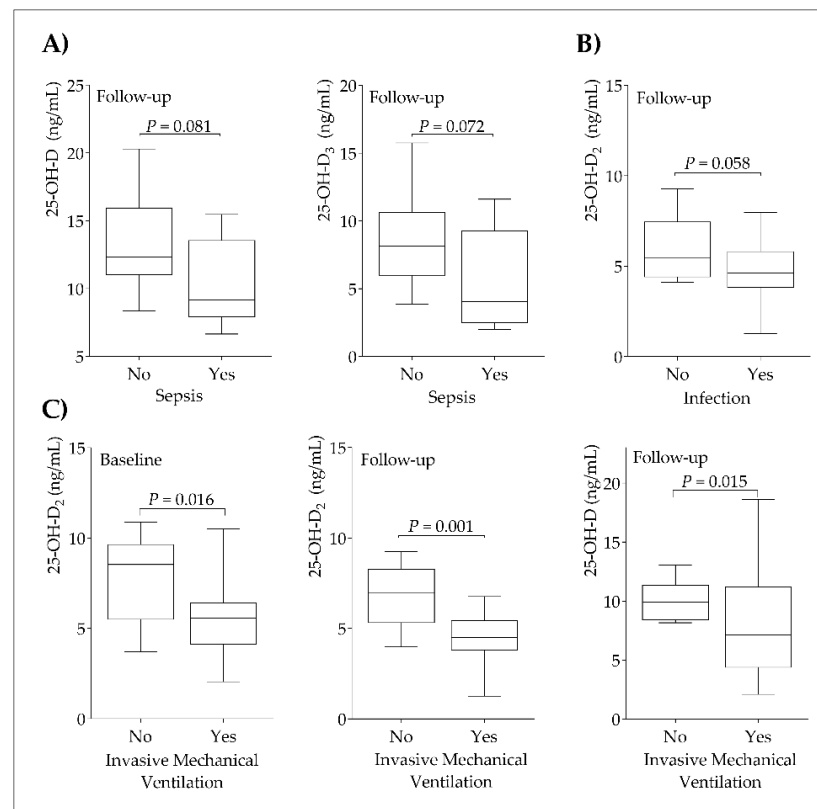 A)
25-OH-D (ng/mL)
25
20
15
10
5
Follow-up
P = 0.081
No Yes
Sepsis
25-OH-D₃ (ng/mL)
20
15
10
5
0
Follow-up
P = 0.072
No Yes
Sepsis
B)
25-OH-D₂ (ng/mL)
15
10
5
0
Follow-up
P = 0.058
No Yes
Infection
C)
25-OH-D₂ (ng/mL)
15
10
5
0
Baseline
P = 0.016
No Yes
Invasive Mechanical
Ventilation
25-OH-D₂ (ng/mL)
15
10
5
0
Follow-up
P = 0.001
No Yes
Invasive Mechanical
Ventilation
25-OH-D (ng/mL)
20
15
10
5
0
Follow-up
P = 0.015
No Yes
Invasive Mechanical
Ventilation